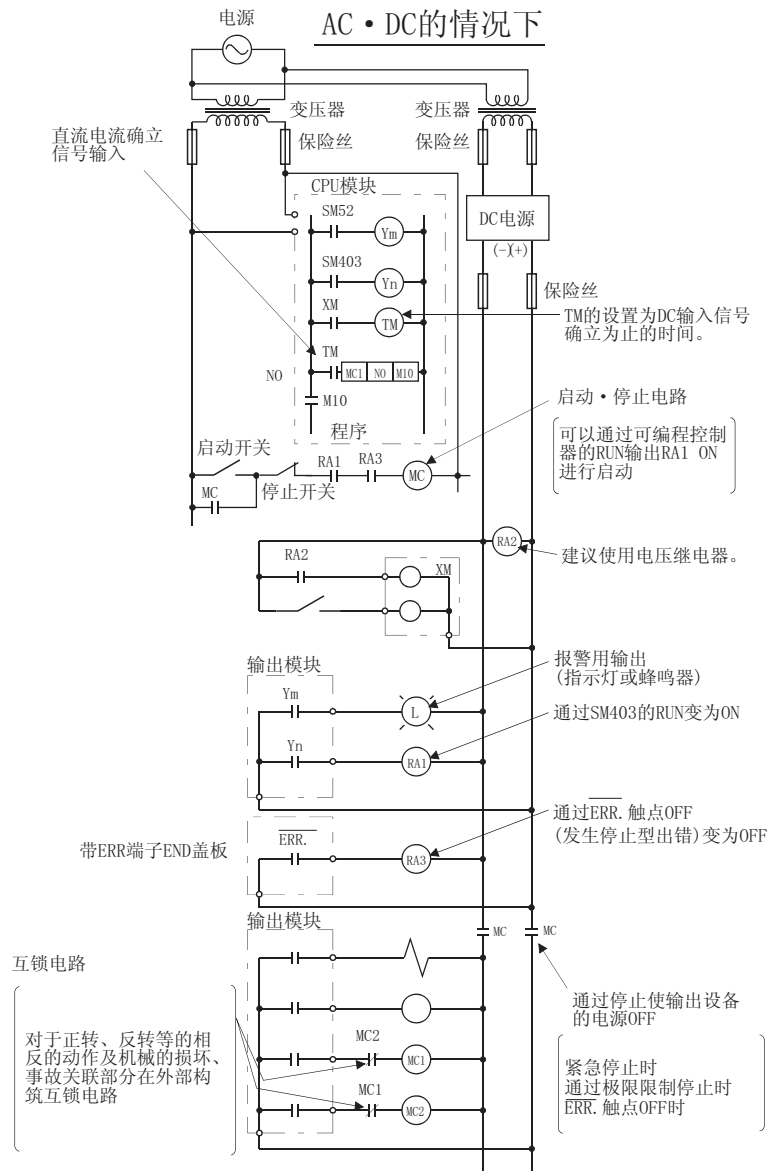 AC・DC的情况下
电源
变压器
变压器
保险丝
保险丝
直流电流确立
信号输入
CPU模块
SM52
Ym
SM403
Yn
XM
TM
TM
NO
MC1 NO M10
M10
程序
DC电源
(-)(+)
保险丝
TM的设置为DC输入信号
确立为止的时间。
启动・停止电路
可以通过可编程控制
器的RUN输出RA1 ON
进行启动
启动开关
停止开关
RA1
RA3
MC
MC
RA2
建议使用电压继电器。
RA2
XM
输出模块
Ym
L
报警用输出
(指示灯或蜂鸣器)
Yn
RA1
通过SM403的RUN变为ON
带ERR端子END盖板
ERR.
RA3
通过ERR.触点OFF
(发生停止型出错)变为OFF
输出模块
MC
MC
互锁电路
对于正转、反转等的相
反的动作及机械的损坏、
事故关联部分在外部构
筑互锁电路
MC2
MC1
MC1
MC2
通过停止使输出设备
的电源OFF
紧急停止时
通过极限限制停止时
ERR.触点OFF时